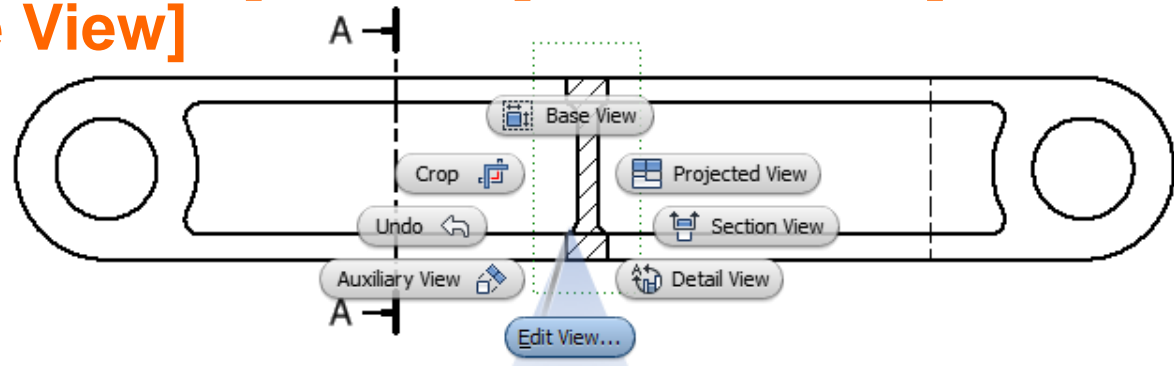 View]
A
Base View
Crop
Projected View
Undo
Section View
Auxiliary View
Detail View
A
Edit View...